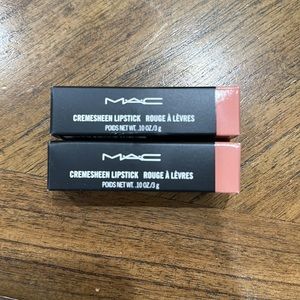 MAC
CREMESHEEN LIPSTICK ROUGE À LÈVRES
POIDS NET WT. .10 OZ/3 g
MAC
CREMESHEEN LIPSTICK ROUGE À LÈVRES
POIDS NET WT. .10 OZ/3 g